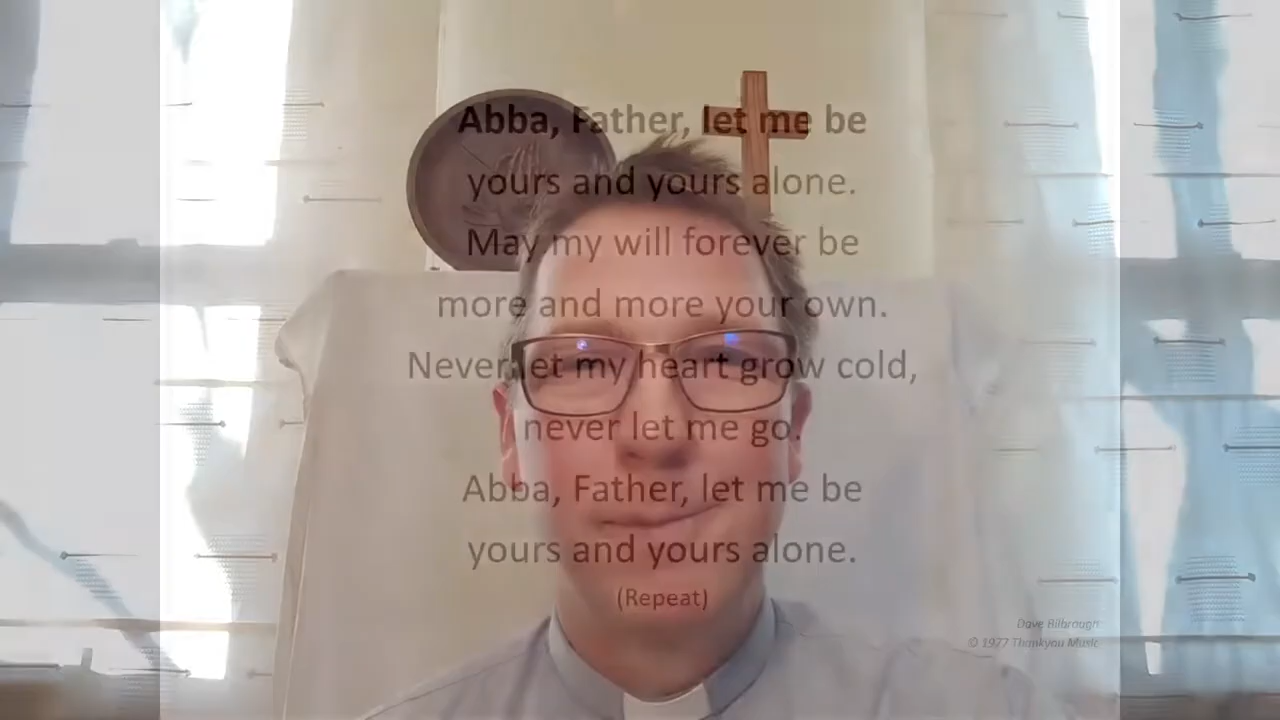 Abba, Father, let me be
yours and yours alone.
May my will forever be
more and more your own.
Never let my heart grow cold,
never let me go.
Abba, Father, let me be
yours and yours alone.
(Repeat)
Dave Bilbrough
© 1977 Thankyou Music